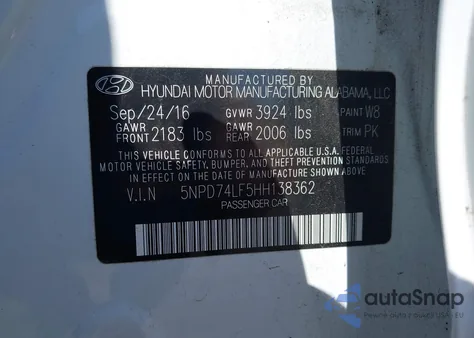 MANUFACTURED BY
HYUNDAI MOTOR MANUFACTURING ALABAMA, LLC
Sep/24/16 GVWR 3924 lbs PAINT W8
GAWR FRONT 2183 lbs GAWR REAR 2006 lbs TRIM PK
THIS VEHICLE CONFORMS TO ALL APPLICABLE U.S.A. FEDERAL
MOTOR VEHICLE SAFETY, BUMPER, AND THEFT PREVENTION STANDARDS
IN EFFECT ON THE DATE OF MANUFACTURE SHOWN ABOVE.
V.I.N 5NPD74LF5HH138362
PASSENGER CAR
autoSnap